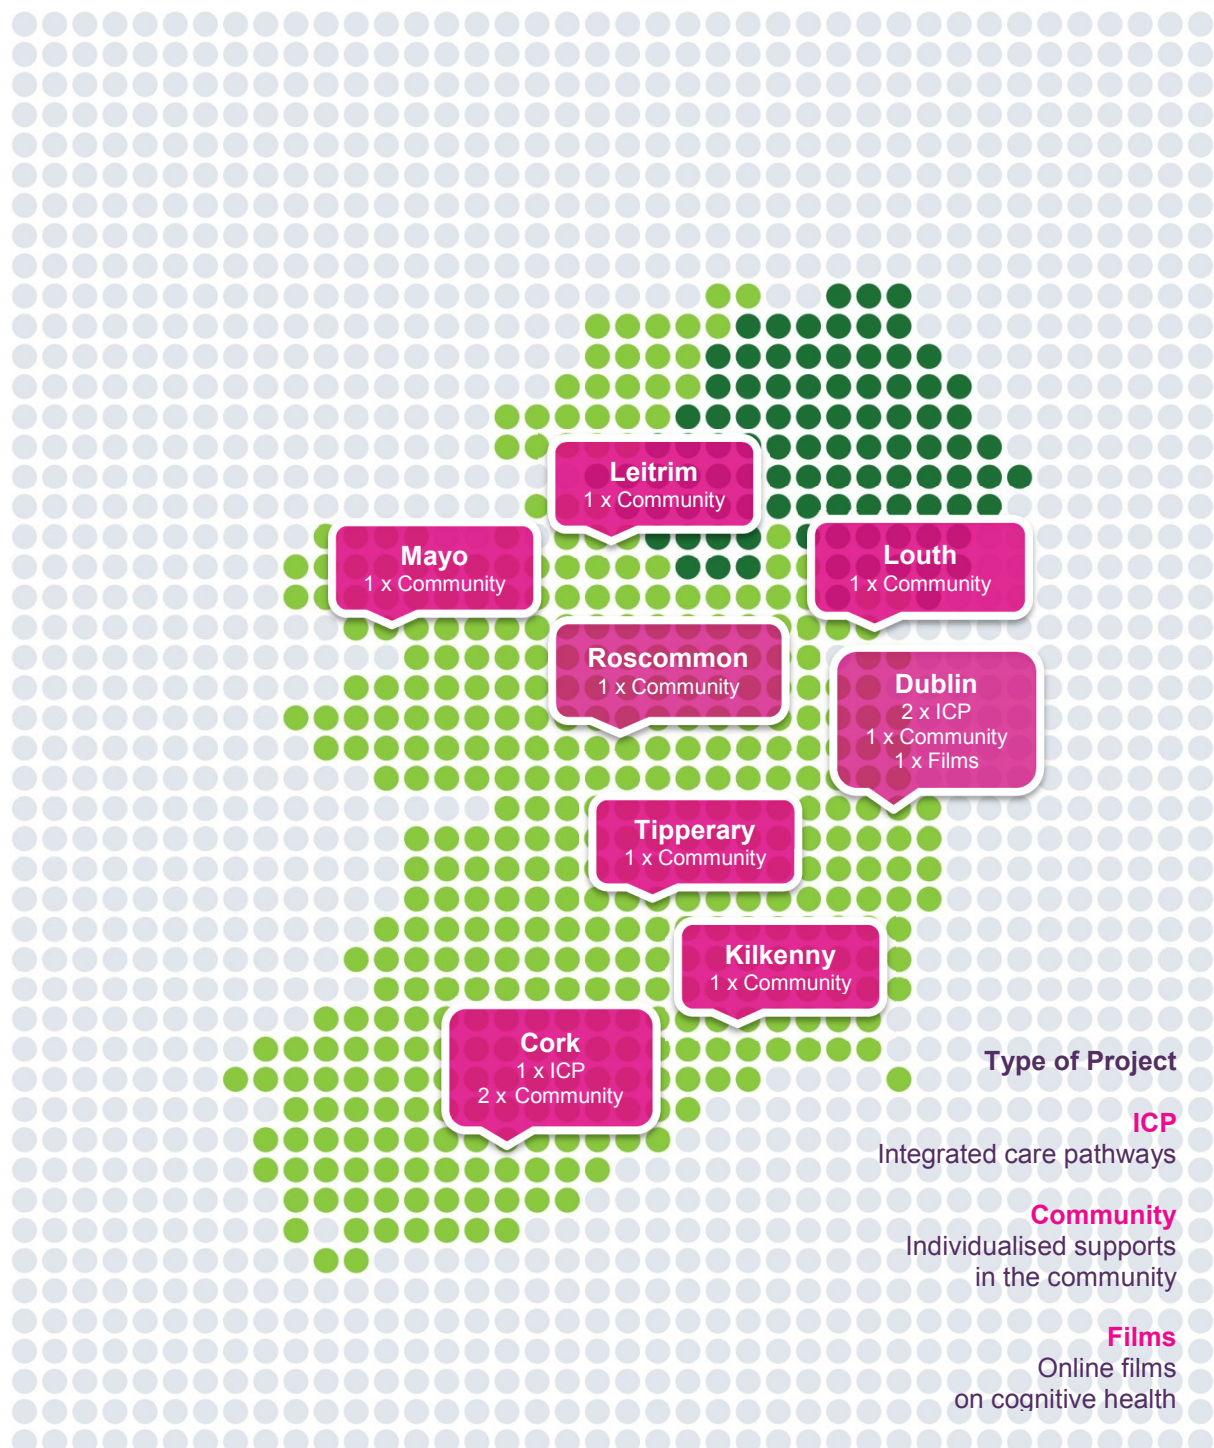 Leitrim
1 x Community
Mayo
1 x Community
Louth
1 x Community
Roscommon
1 x Community
Dublin
2 x ICP
1 x Community
1 x Films
Tipperary
1 x Community
Kilkenny
1 x Community
Cork
1 x ICP
2 x Community
Type of Project
ICP
Integrated care pathways
Community
Individualised supports
in the community
Films
Online films
on cognitive health